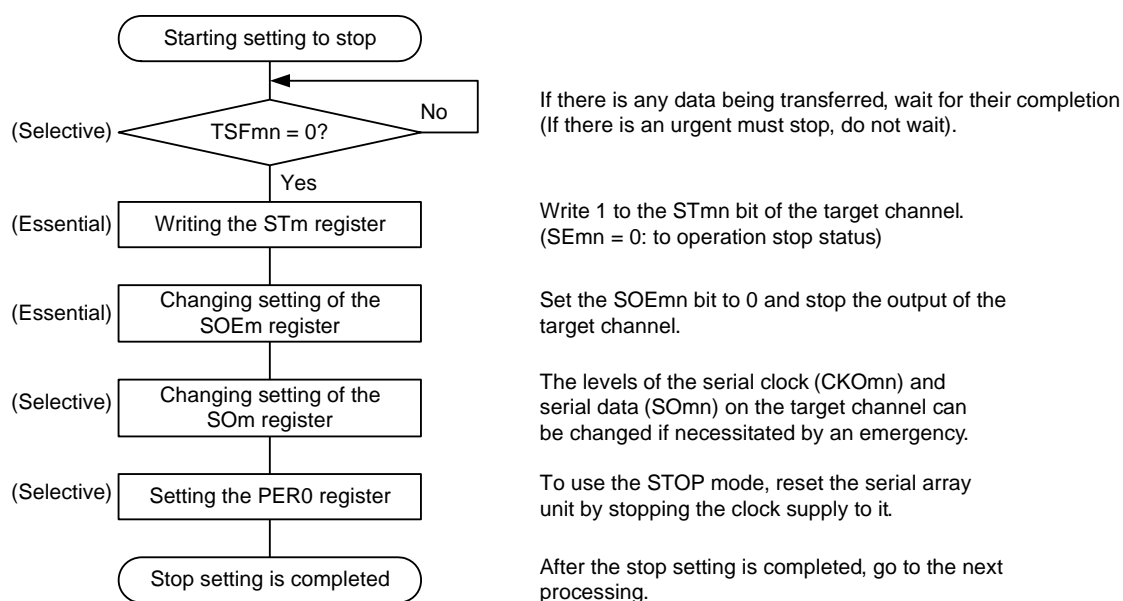 Starting setting to stop
No
If there is any data being transferred, wait for their completion
(If there is an urgent must stop, do not wait).
(Selective)
TSFmn = 0?
Yes
(Essential)
Writing the STm register
Write 1 to the STmn bit of the target channel.
(SEmn = 0: to operation stop status)
(Essential)
Changing setting of the
SOEm register
Set the SOEmn bit to 0 and stop the output of the
target channel.
(Selective)
Changing setting of the
SOm register
The levels of the serial clock (CKOmn) and
serial data (SOmn) on the target channel can
be changed if necessitated by an emergency.
(Selective)
Setting the PER0 register
To use the STOP mode, reset the serial array
unit by stopping the clock supply to it.
Stop setting is completed
After the stop setting is completed, go to the next
processing.